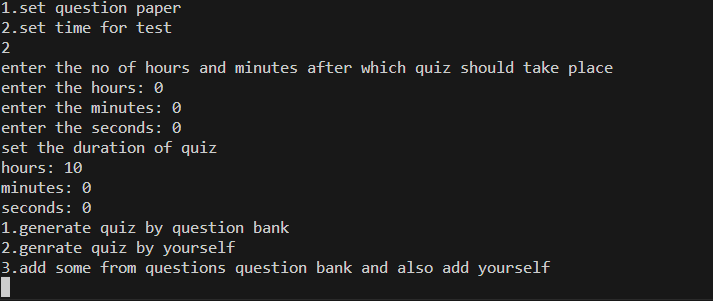 1.set question paper
2.set time for test
2
enter the no of hours and minutes after which quiz should take place
enter the hours: 0
enter the minutes: 0
enter the seconds: 0
set the duration of quiz
hours: 10
minutes: 0
seconds: 0
1.generate quiz by question bank
2.genrate quiz by yourself
3.add some from questions question bank and also add yourself